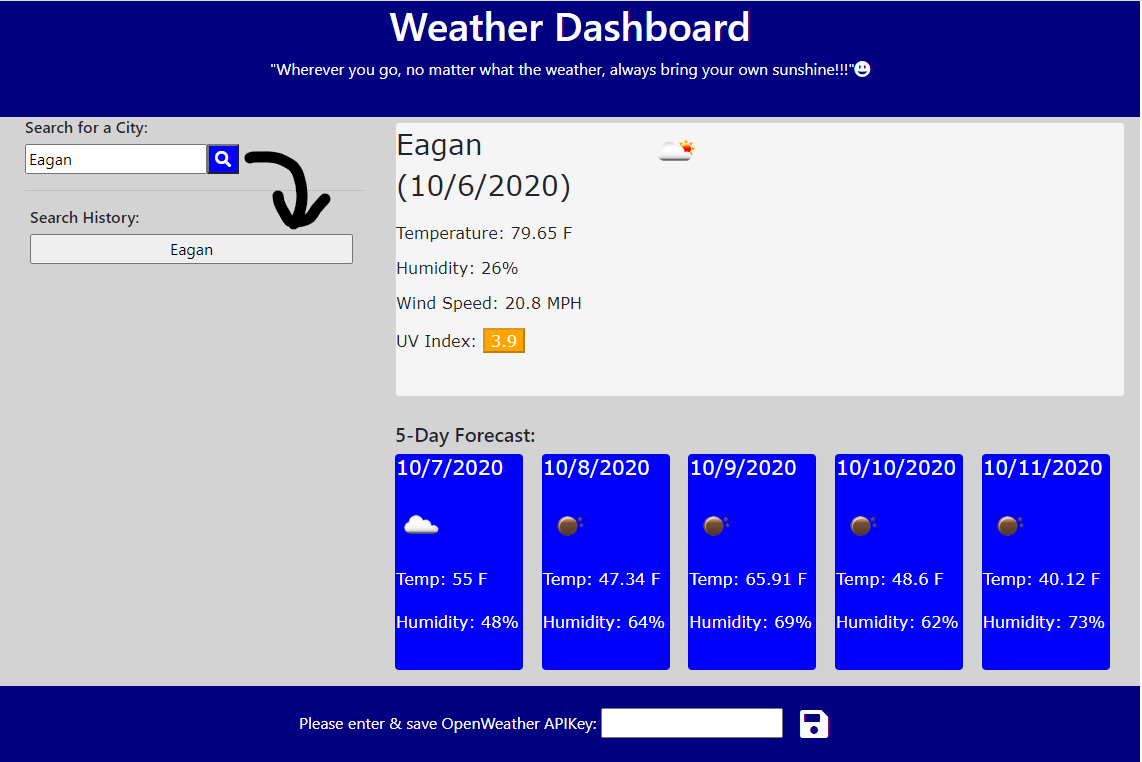 Weather Dashboard
"Wherever you go, no matter what the weather, always bring your own sunshine!!!"
Search for a City:
Eagan
Search History:
Eagan
Eagan
(10/6/2020)
Temperature: 79.65 F
Humidity: 26%
Wind Speed: 20.8 MPH
UV Index: 3.9
5-Day Forecast:
10/7/2020
Temp: 55 F
Humidity: 48%
10/8/2020
Temp: 47.34 F
Humidity: 64%
10/9/2020
Temp: 65.91 F
Humidity: 69%
10/10/2020
Temp: 48.6 F
Humidity: 62%
10/11/2020
Temp: 40.12 F
Humidity: 73%
Please enter & save OpenWeather APIKey: